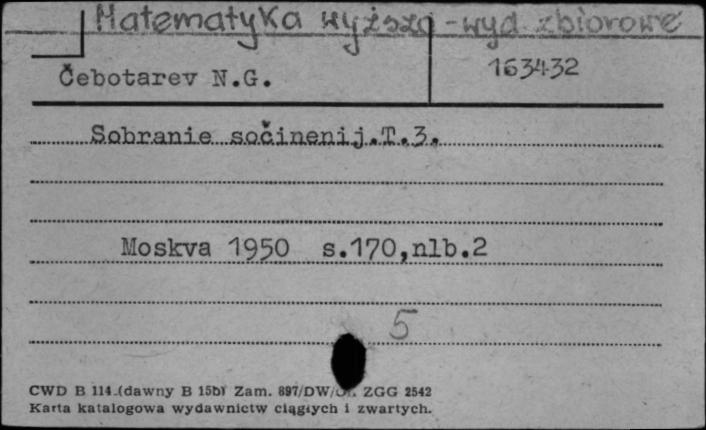 Matematyka wyższa - wyd. zbiorowe
Čebotarev N.G.
163432
Sobranie sočinenij.T.3.
Moskva 1950 s.170,nlb.2
5
CWD B 114.(dawny B 15b) Zam. 897/DW/ ZGG 2542
Karta katalogowa wydawnictw ciągłych i zwartych.